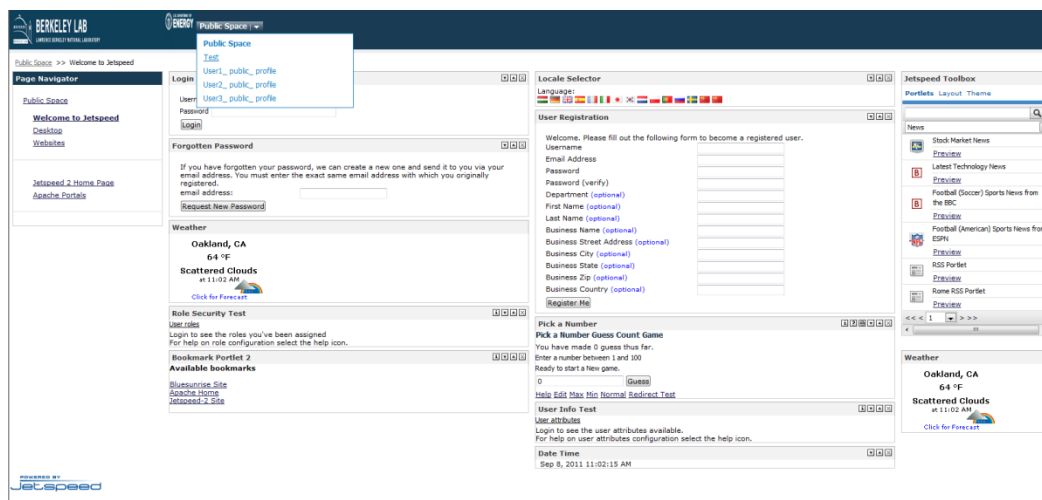 BERKELEY LAB
LAWRENCE BERKELEY NATIONAL LABORATORY
U.S. DEPARTMENT OF
ENERGY
Public Space
Public Space
Test
User1_ public_ profile
User2_ public_ profile
User3_ public_ profile
Public Space >> Welcome to Jetspeed
Page Navigator
Public Space
Welcome to Jetspeed
Desktop
Websites
Jetspeed 2 Home Page
Apache Portals
Login
Password
Login
Forgotten Password
If you have forgotten your password, we can create a new one and send it to you via your
email address. You must enter the exact same email address with which you originally
registered.
email address:
Request New Password
Weather
Oakland, CA
64 ºF
Scattered Clouds
at 11:02 AM
Click for Forecast
Role Security Test
User roles
Login to see the roles you've been assigned
For help on role configuration select the help icon.
Bookmark Portlet 2
Available bookmarks
Bluesunrise Site
Apache Home
Jetspeed-2 Site
Locale Selector
Language:
User Registration
Welcome. Please fill out the following form to become a registered user.
Username
Email Address
Password
Password (verify)
Department (optional)
First Name (optional)
Last Name (optional)
Business Name (optional)
Business Street Address (optional)
Business City (optional)
Business State (optional)
Business Zip (optional)
Business Country (optional)
Register Me
Pick a Number
Pick a Number Guess Count Game
You have made 0 guess thus far.
Enter a number between 1 and 100
Ready to start a New game.
0 Guess
Help Edit Max Min Normal Redirect Test
User Info Test
User attributes
Login to see the user attributes available.
For help on user attributes configuration select the help icon.
Date Time
Sep 8, 2011 11:02:15 AM
Jetspeed Toolbox
Portlets Layout Theme
News
Stock Market News
Preview
Latest Technology News
Preview
Football (Soccer) Sports News from
the BBC
Preview
Football (American) Sports News from
ESPN
Preview
RSS Portlet
Preview
Rome RSS Portlet
Preview
<< < 1 > >>
Weather
Oakland, CA
64 ºF
Scattered Clouds
at 11:02 AM
Click for Forecast
POWERED BY
Jetspeed